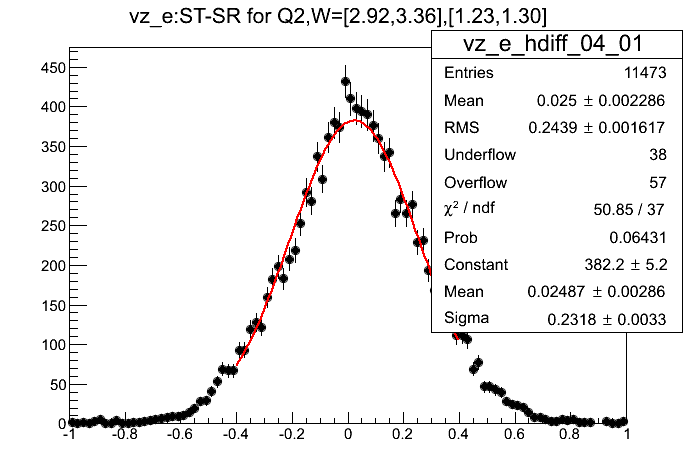 vz_e:ST-SR for Q2,W=[2.92,3.36],[1.23,1.30]
vz_e_hdiff_04_01
Entries 11473
Mean 0.025 ± 0.002286
RMS 0.2439 ± 0.001617
Underflow 38
Overflow 57
χ² / ndf 50.85 / 37
Prob 0.06431
Constant 382.2 ± 5.2
Mean 0.02487 ± 0.00286
Sigma 0.2318 ± 0.0033
450
400
350
300
250
200
150
100
50
0
-1 -0.8 -0.6 -0.4 -0.2 0 0.2 0.4 0.6 0.8 1